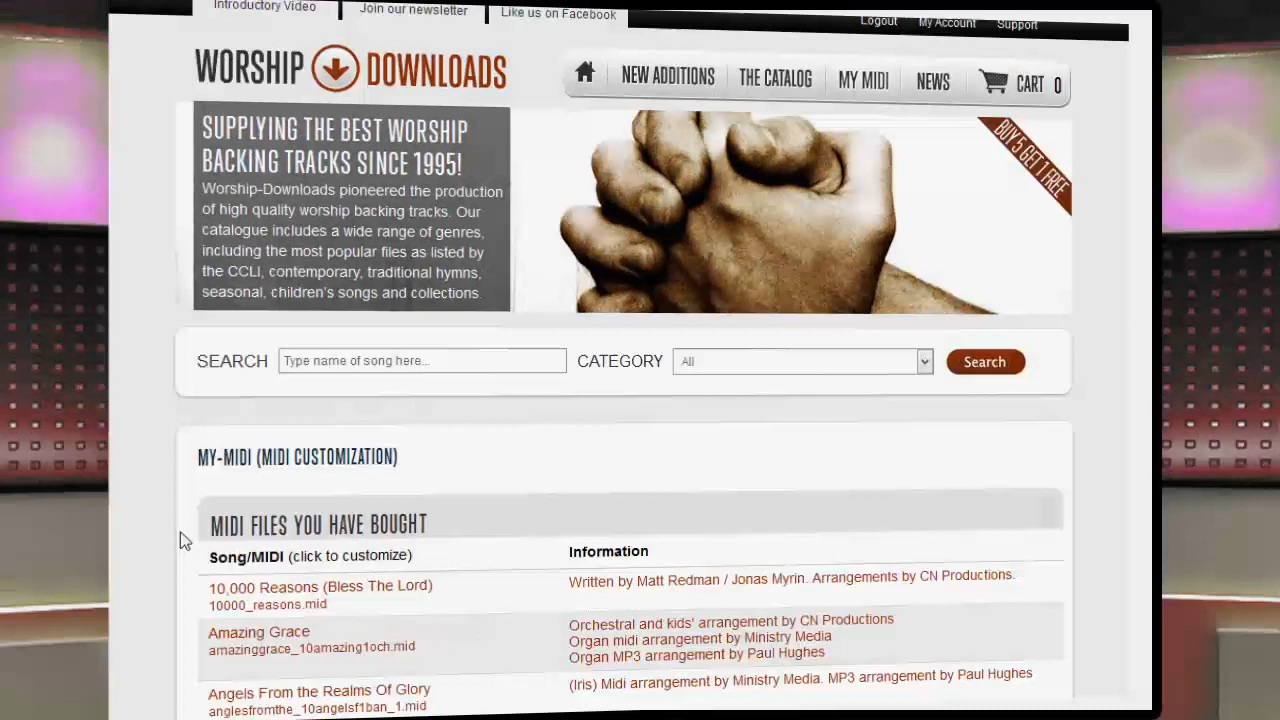 Introductory Video
Join our newsletter
Like us on Facebook
Logout
My Account
Support
WORSHIP DOWNLOADS
NEW ADDITIONS
THE CATALOG
MY MIDI
NEWS
CART 0
SUPPLYING THE BEST WORSHIP
BACKING TRACKS SINCE 1995!
Worship-Downloads pioneered the production
of high quality worship backing tracks. Our
catalogue includes a wide range of genres,
including the most popular files as listed by
the CCLI, contemporary, traditional hymns,
seasonal, children's songs and collections.
BUY 5 GET 1 FREE
SEARCH
Type name of song here...
CATEGORY
All
Search
MY-MIDI (MIDI CUSTOMIZATION)
MIDI FILES YOU HAVE BOUGHT
Song/MIDI (click to customize)
Information
10,000 Reasons (Bless The Lord)
10000_reasons.mid
Written by Matt Redman / Jonas Myrin. Arrangements by CN Productions.
Amazing Grace
amazinggrace_10amazing1och.mid
Orchestral and kids' arrangement by CN Productions
Organ midi arrangement by Ministry Media
Organ MP3 arrangement by Paul Hughes
Angels From the Realms Of Glory
anglesfromthe_10angelsf1ban_1.mid
(Iris) Midi arrangement by Ministry Media. MP3 arrangement by Paul Hughes